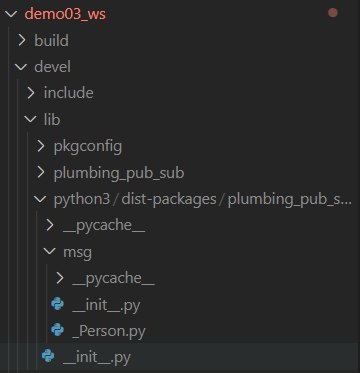 demo03_ws
build
devel
include
lib
pkgconfig
plumbing_pub_sub
python3/dist-packages/plumbing_pub_s...
__pycache__
msg
__pycache__
__init__.py
_Person.py
__init__.py